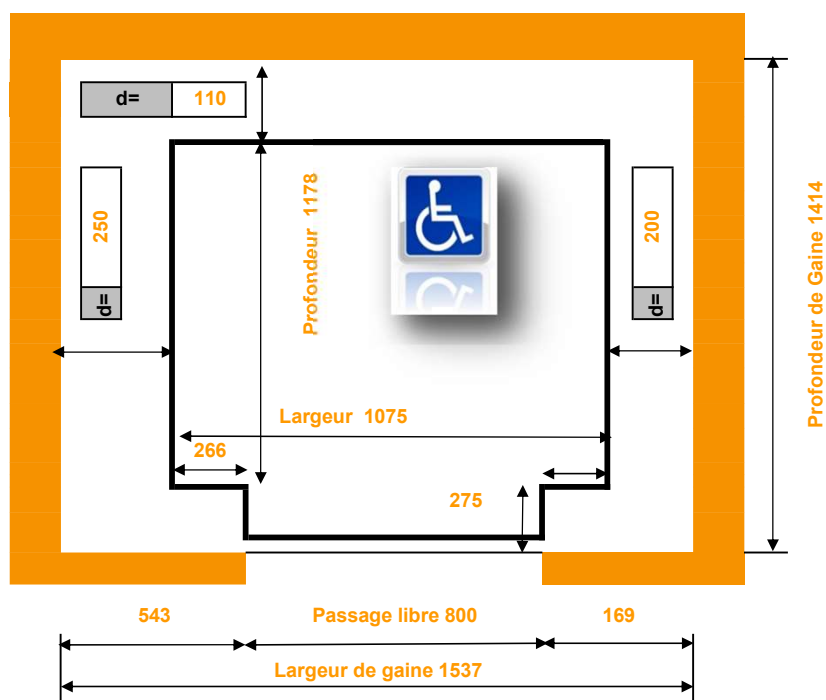 d= 110
Profondeur 1178
250
d=
200
d=
Profondeur de Gaine 1414
Largeur 1075
266
275
543
Passage libre 800
169
Largeur de gaine 1537